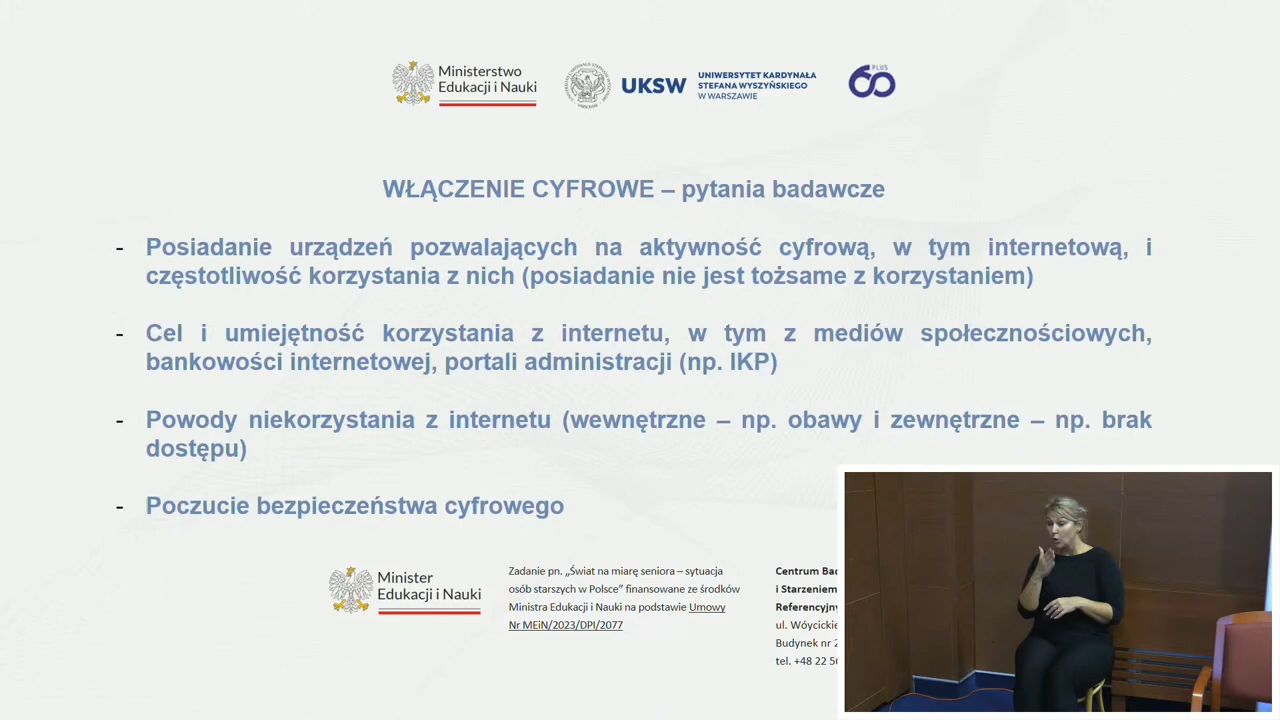 Ministerstwo
Edukacji i Nauki
UKSW
UNIWERSYTET KARDYNAŁA
STEFANA WYSZYŃSKIEGO
W WARSZAWIE
PLUS
60
WŁĄCZENIE CYFROWE – pytania badawcze
- Posiadanie urządzeń pozwalających na aktywność cyfrową, w tym internetową, i
częstotliwość korzystania z nich (posiadanie nie jest tożsame z korzystaniem)
- Cel i umiejętność korzystania z internetu, w tym z mediów społecznościowych,
bankowości internetowej, portali administracji (np. IKP)
- Powody niekorzystania z internetu (wewnętrzne – np. obawy i zewnętrzne – np. brak
dostępu)
- Poczucie bezpieczeństwa cyfrowego
Minister
Edukacji i Nauki
Zadanie pn. „Świat na miarę seniora – sytuacja
osób starszych w Polsce” finansowane ze środków
Ministra Edukacji i Nauki na podstawie Umowy
Nr MEiN/2023/DPI/2077
Centrum Bad
i Starzeniem
Referencyjny
ul. Wóycickie
Budynek nr 2
tel. +48 22 56